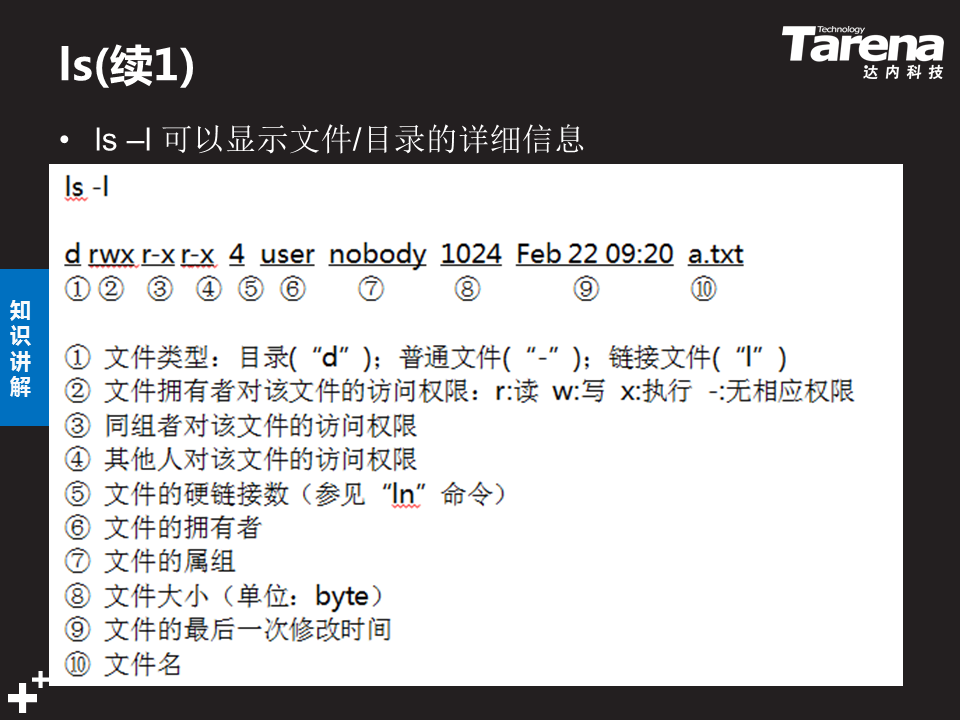 ls(续1)
Technology
Tarena
达内科技
• ls –l 可以显示文件/目录的详细信息
ls -l
d rwx r-x r-x 4 user nobody 1024 Feb 22 09:20 a.txt
① ② ③ ④ ⑤ ⑥ ⑦ ⑧ ⑨ ⑩
知识讲解
① 文件类型：目录(“d”)；普通文件(“-”)；链接文件(“l”)
② 文件拥有者对该文件的访问权限：r:读 w:写 x:执行 -:无相应权限
③ 同组者对该文件的访问权限
④ 其他人对该文件的访问权限
⑤ 文件的硬链接数（参见“ln”命令）
⑥ 文件的拥有者
⑦ 文件的属组
⑧ 文件大小（单位：byte）
⑨ 文件的最后一次修改时间
⑩ 文件名